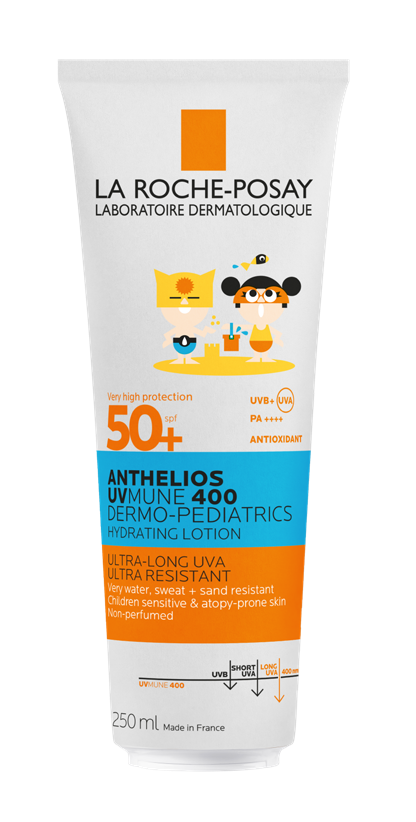 LA ROCHE-POSAY
LABORATOIRE DERMATOLOGIQUE
Very high protection
50+ spf
UVB+ UVA
PA ++++
ANTIOXIDANT
ANTHELIOS
UVMUNE 400
DERMO-PEDIATRICS
HYDRATING LOTION
ULTRA-LONG UVA
ULTRA RESISTANT
Very water, sweat + sand resistant
Children sensitive & atopy-prone skin
Non-perfumed
UVB SHORT UVA LONG UVA 400 nm
UVMUNE 400
250 ml Made in France